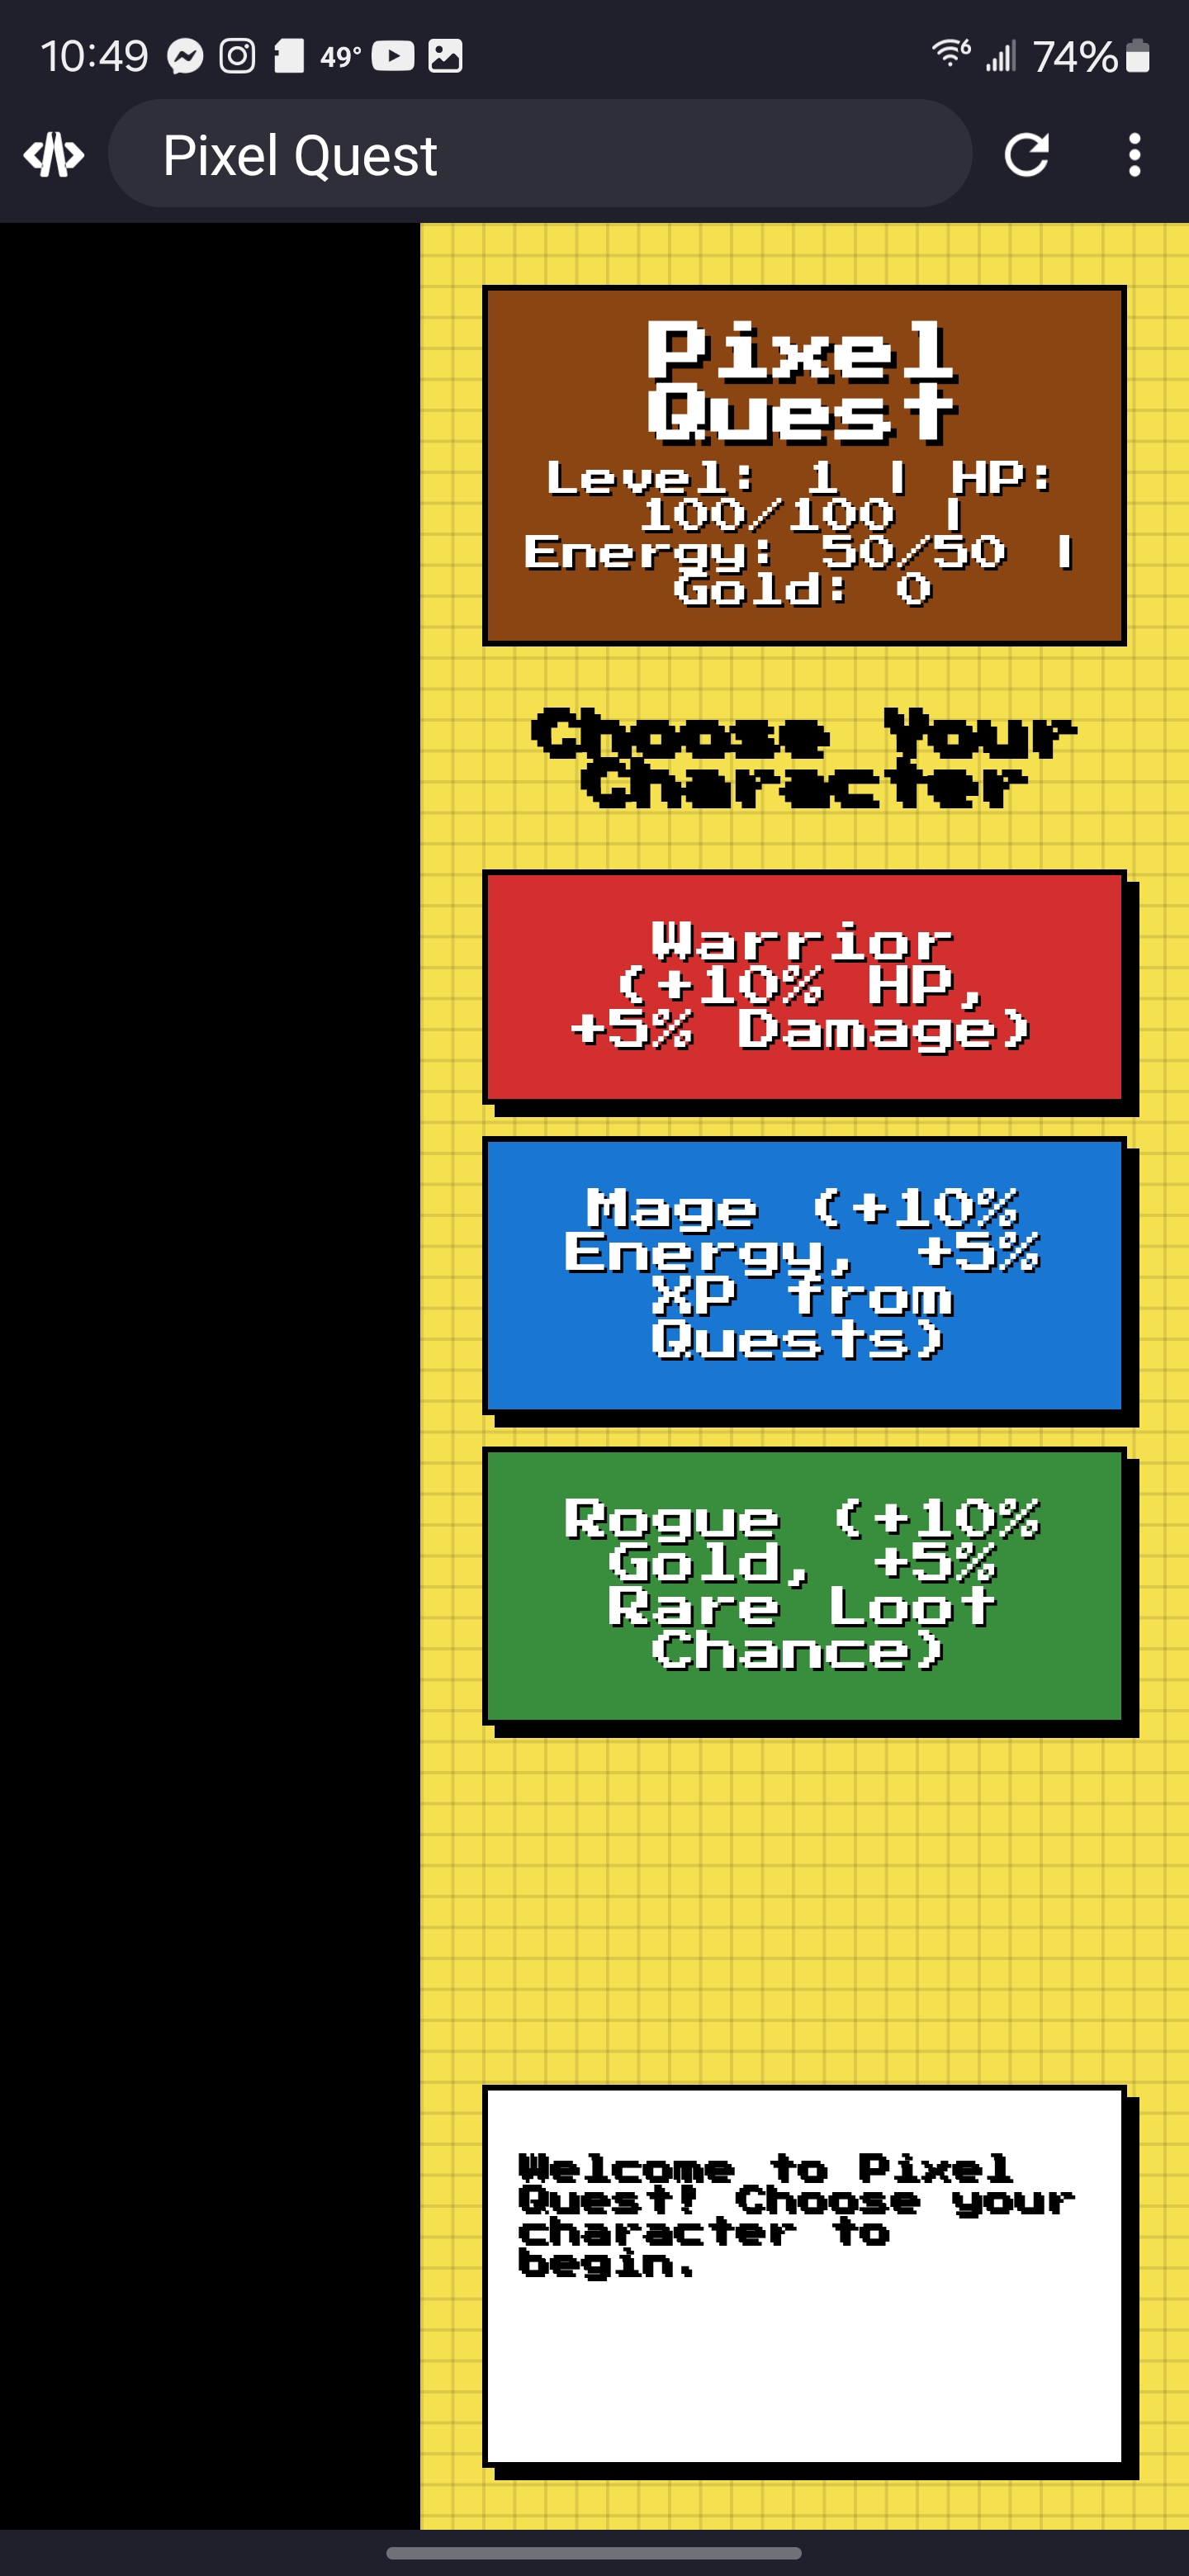 10:49 49° 6 74%
Pixel Quest
Pixel
Quest
Level: 1 | HP:
100/100 |
Energy: 50/50 |
Gold: 0
Choose Your
Character
Warrior
(+10% HP,
+5% Damage)
Mage (+10%
Energy, +5%
XP from
Quests)
Rogue (+10%
Gold, +5%
Rare Loot
Chance)
Welcome to Pixel
Quest! Choose your
character to
begin.